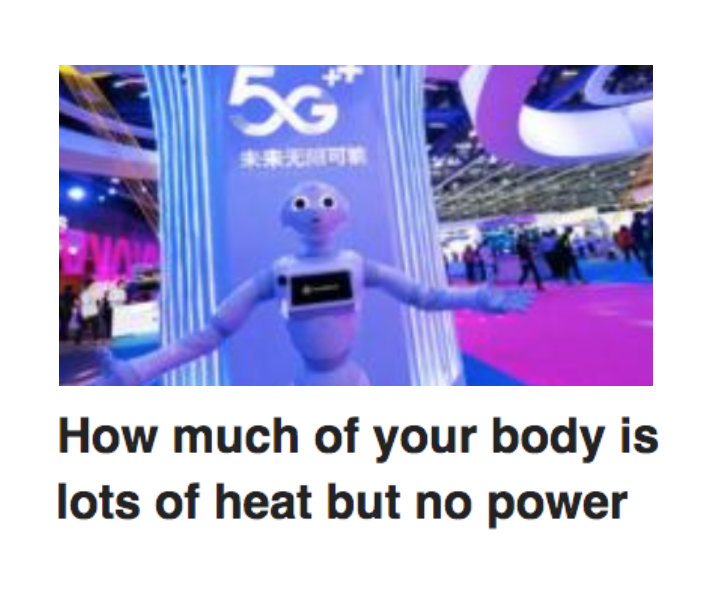 5G++
未来无限可能
How much of your body is
lots of heat but no power